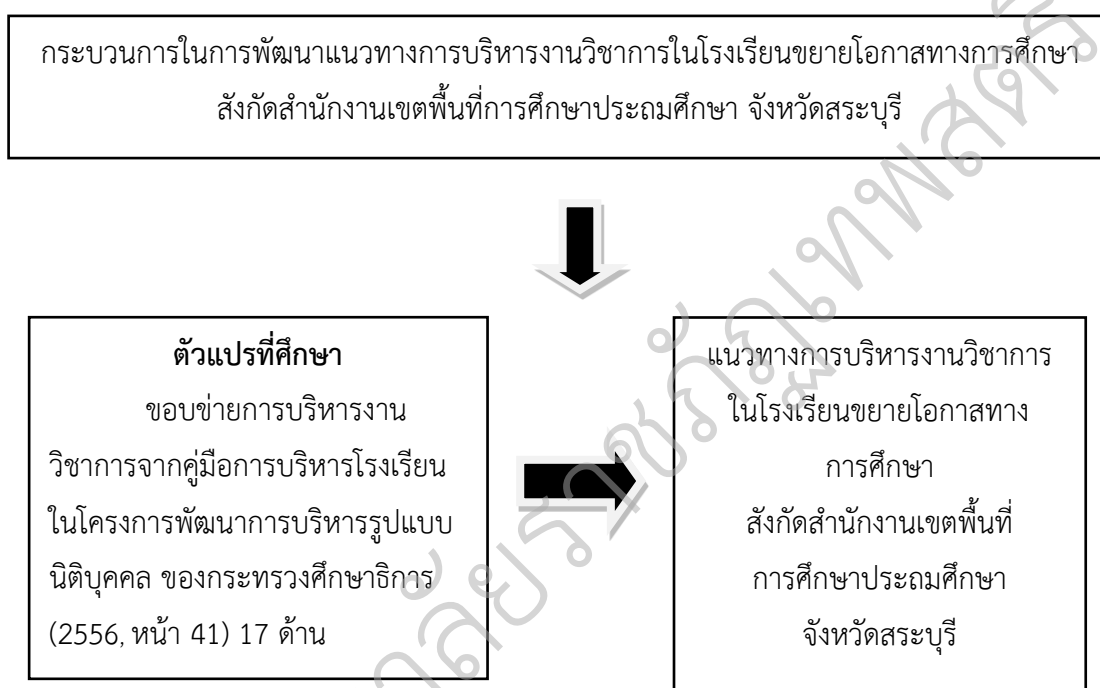 กระบวนการในการพัฒนาแนวทางการบริหารงานวิชาการในโรงเรียนขยายโอกาสทางการศึกษา
สังกัดสำนักงานเขตพื้นที่การศึกษาประถมศึกษา จังหวัดสระบุรี
ตัวแปรที่ศึกษา
ขอบข่ายการบริหารงาน
วิชาการจากคู่มือการบริหารโรงเรียน
ในโครงการพัฒนาการบริหารรูปแบบ
นิติบุคคล ของกระทรวงศึกษาธิการ
(2556, หน้า 41) 17 ด้าน
แนวทางการบริหารงานวิชาการ
ในโรงเรียนขยายโอกาสทาง
การศึกษา
สังกัดสำนักงานเขตพื้นที่
การศึกษาประถมศึกษา
จังหวัดสระบุรี